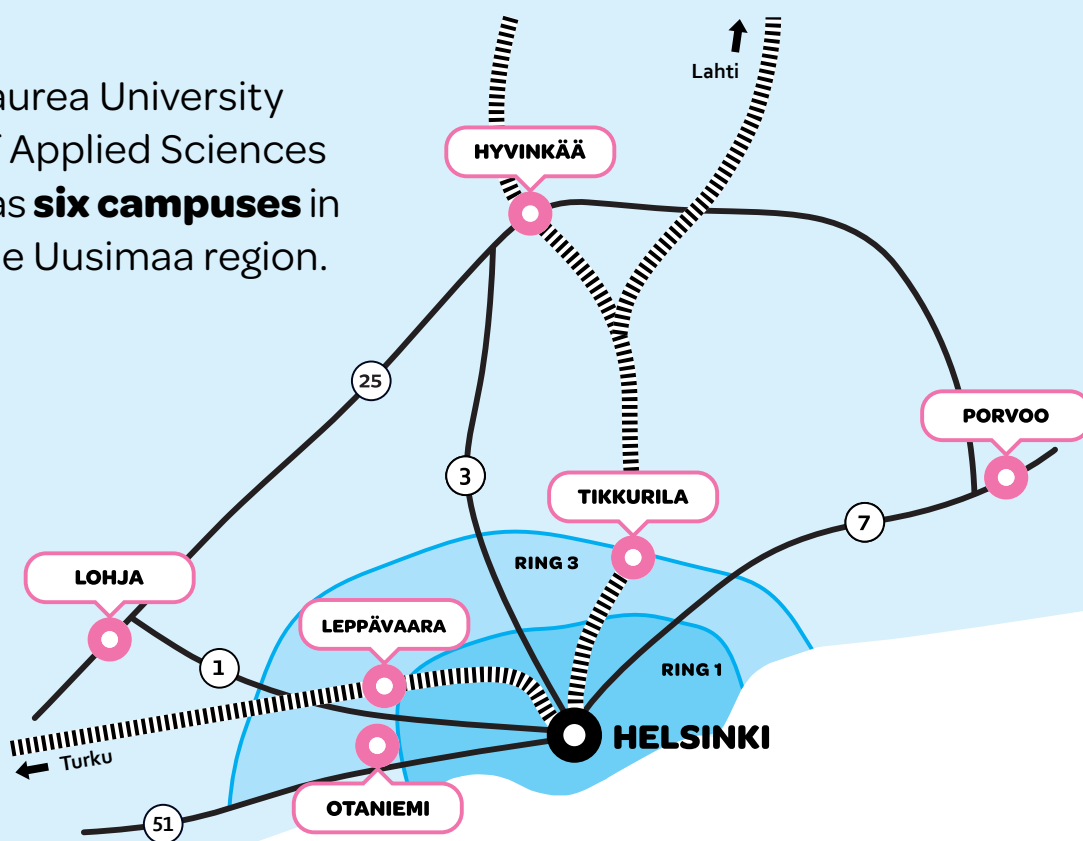 aurea University
Applied Sciences
as six campuses in
e Uusimaa region.
Lahti
HYVINKÄÄ
25
3
PORVOO
TIKKURILA
7
RING 3
LOHJA
LEPPÄVAARA
1
RING 1
HELSINKI
Turku
OTANIEMI
51